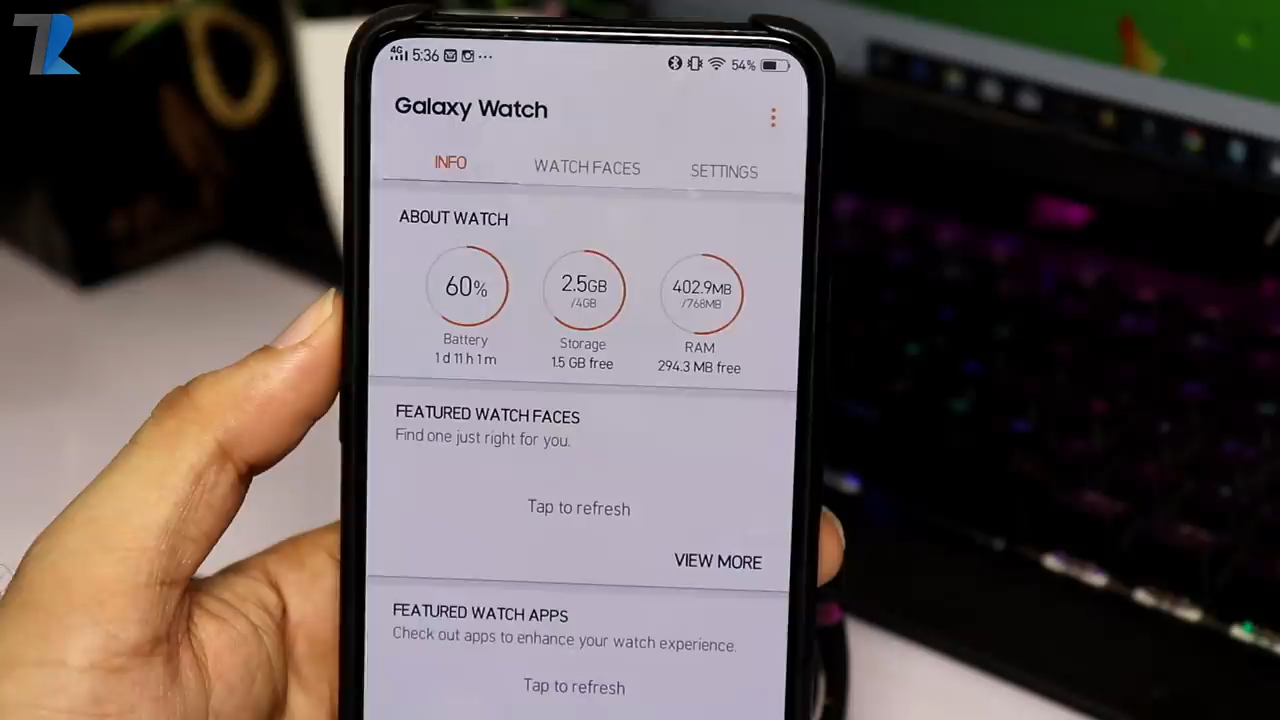 4G 5:36 ... 54%
Galaxy Watch
INFO WATCH FACES SETTINGS
ABOUT WATCH
60% 2.5GB 402.9MB
/4GB /768MB
Battery Storage RAM
1 d 11 h 1 m 1.5 GB free 294.3 MB free
FEATURED WATCH FACES
Find one just right for you.
Tap to refresh
VIEW MORE
FEATURED WATCH APPS
Check out apps to enhance your watch experience.
Tap to refresh